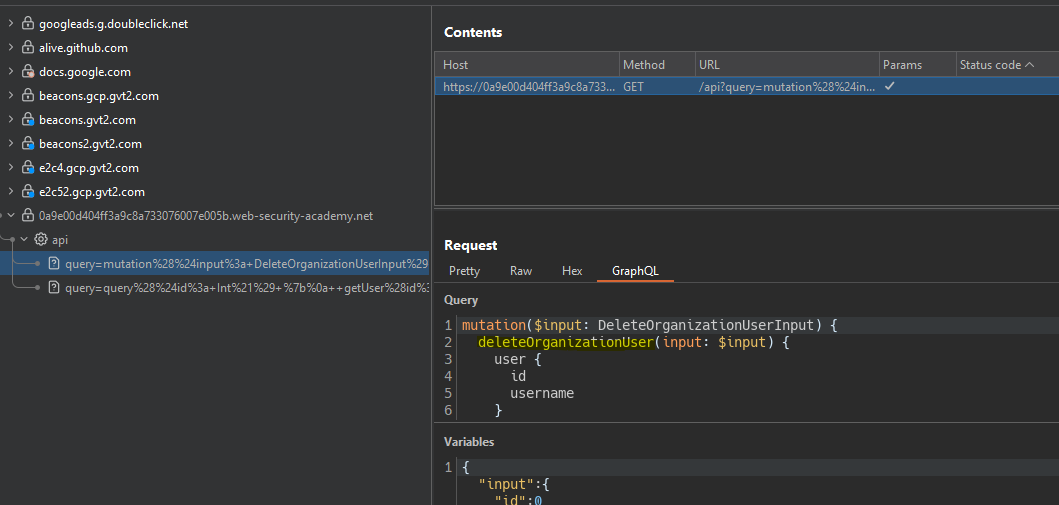 googleads.g.doubleclick.net
alive.github.com
docs.google.com
beacons.gcp.gvt2.com
beacons.gvt2.com
beacons2.gvt2.com
e2c4.gcp.gvt2.com
e2c52.gcp.gvt2.com
0a9e00d404ff3a9c8a733076007e005b.web-security-academy.net
api
query=mutation%28%24input%3a+DeleteOrganizationUserInput%29
query=query%28%24id%3a+Int%21%29+%7b%0a++getUser%28id%3
Contents
Host Method URL Params Status code
https://0a9e00d404ff3a9c8a733... GET /api?query=mutation%28%24in...
Request
Pretty Raw Hex GraphQL
Query
1 mutation($input: DeleteOrganizationUserInput) {
2 deleteOrganizationUser(input: $input) {
3 user {
4 id
5 username
6 }
Variables
1 {
"input":{
"id":0